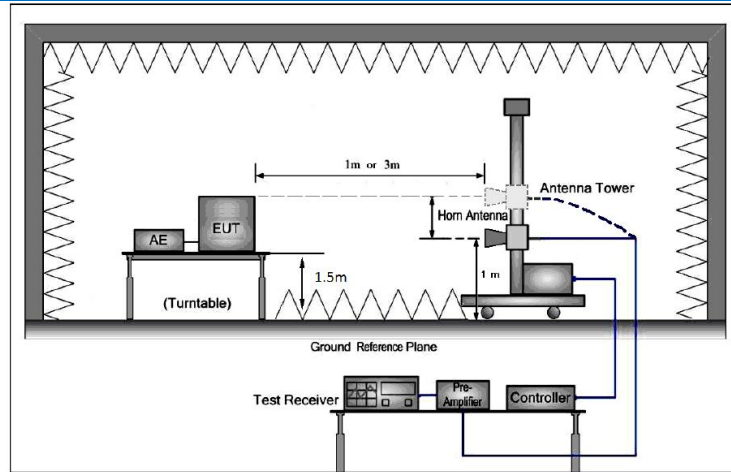 1m or 3m
Antenna Tower
Horn Antenna
EUT
AE
1.5m
1 m
(Turntable)
Ground Reference Plane
Test Receiver
Pre-
Amplifier
Controller